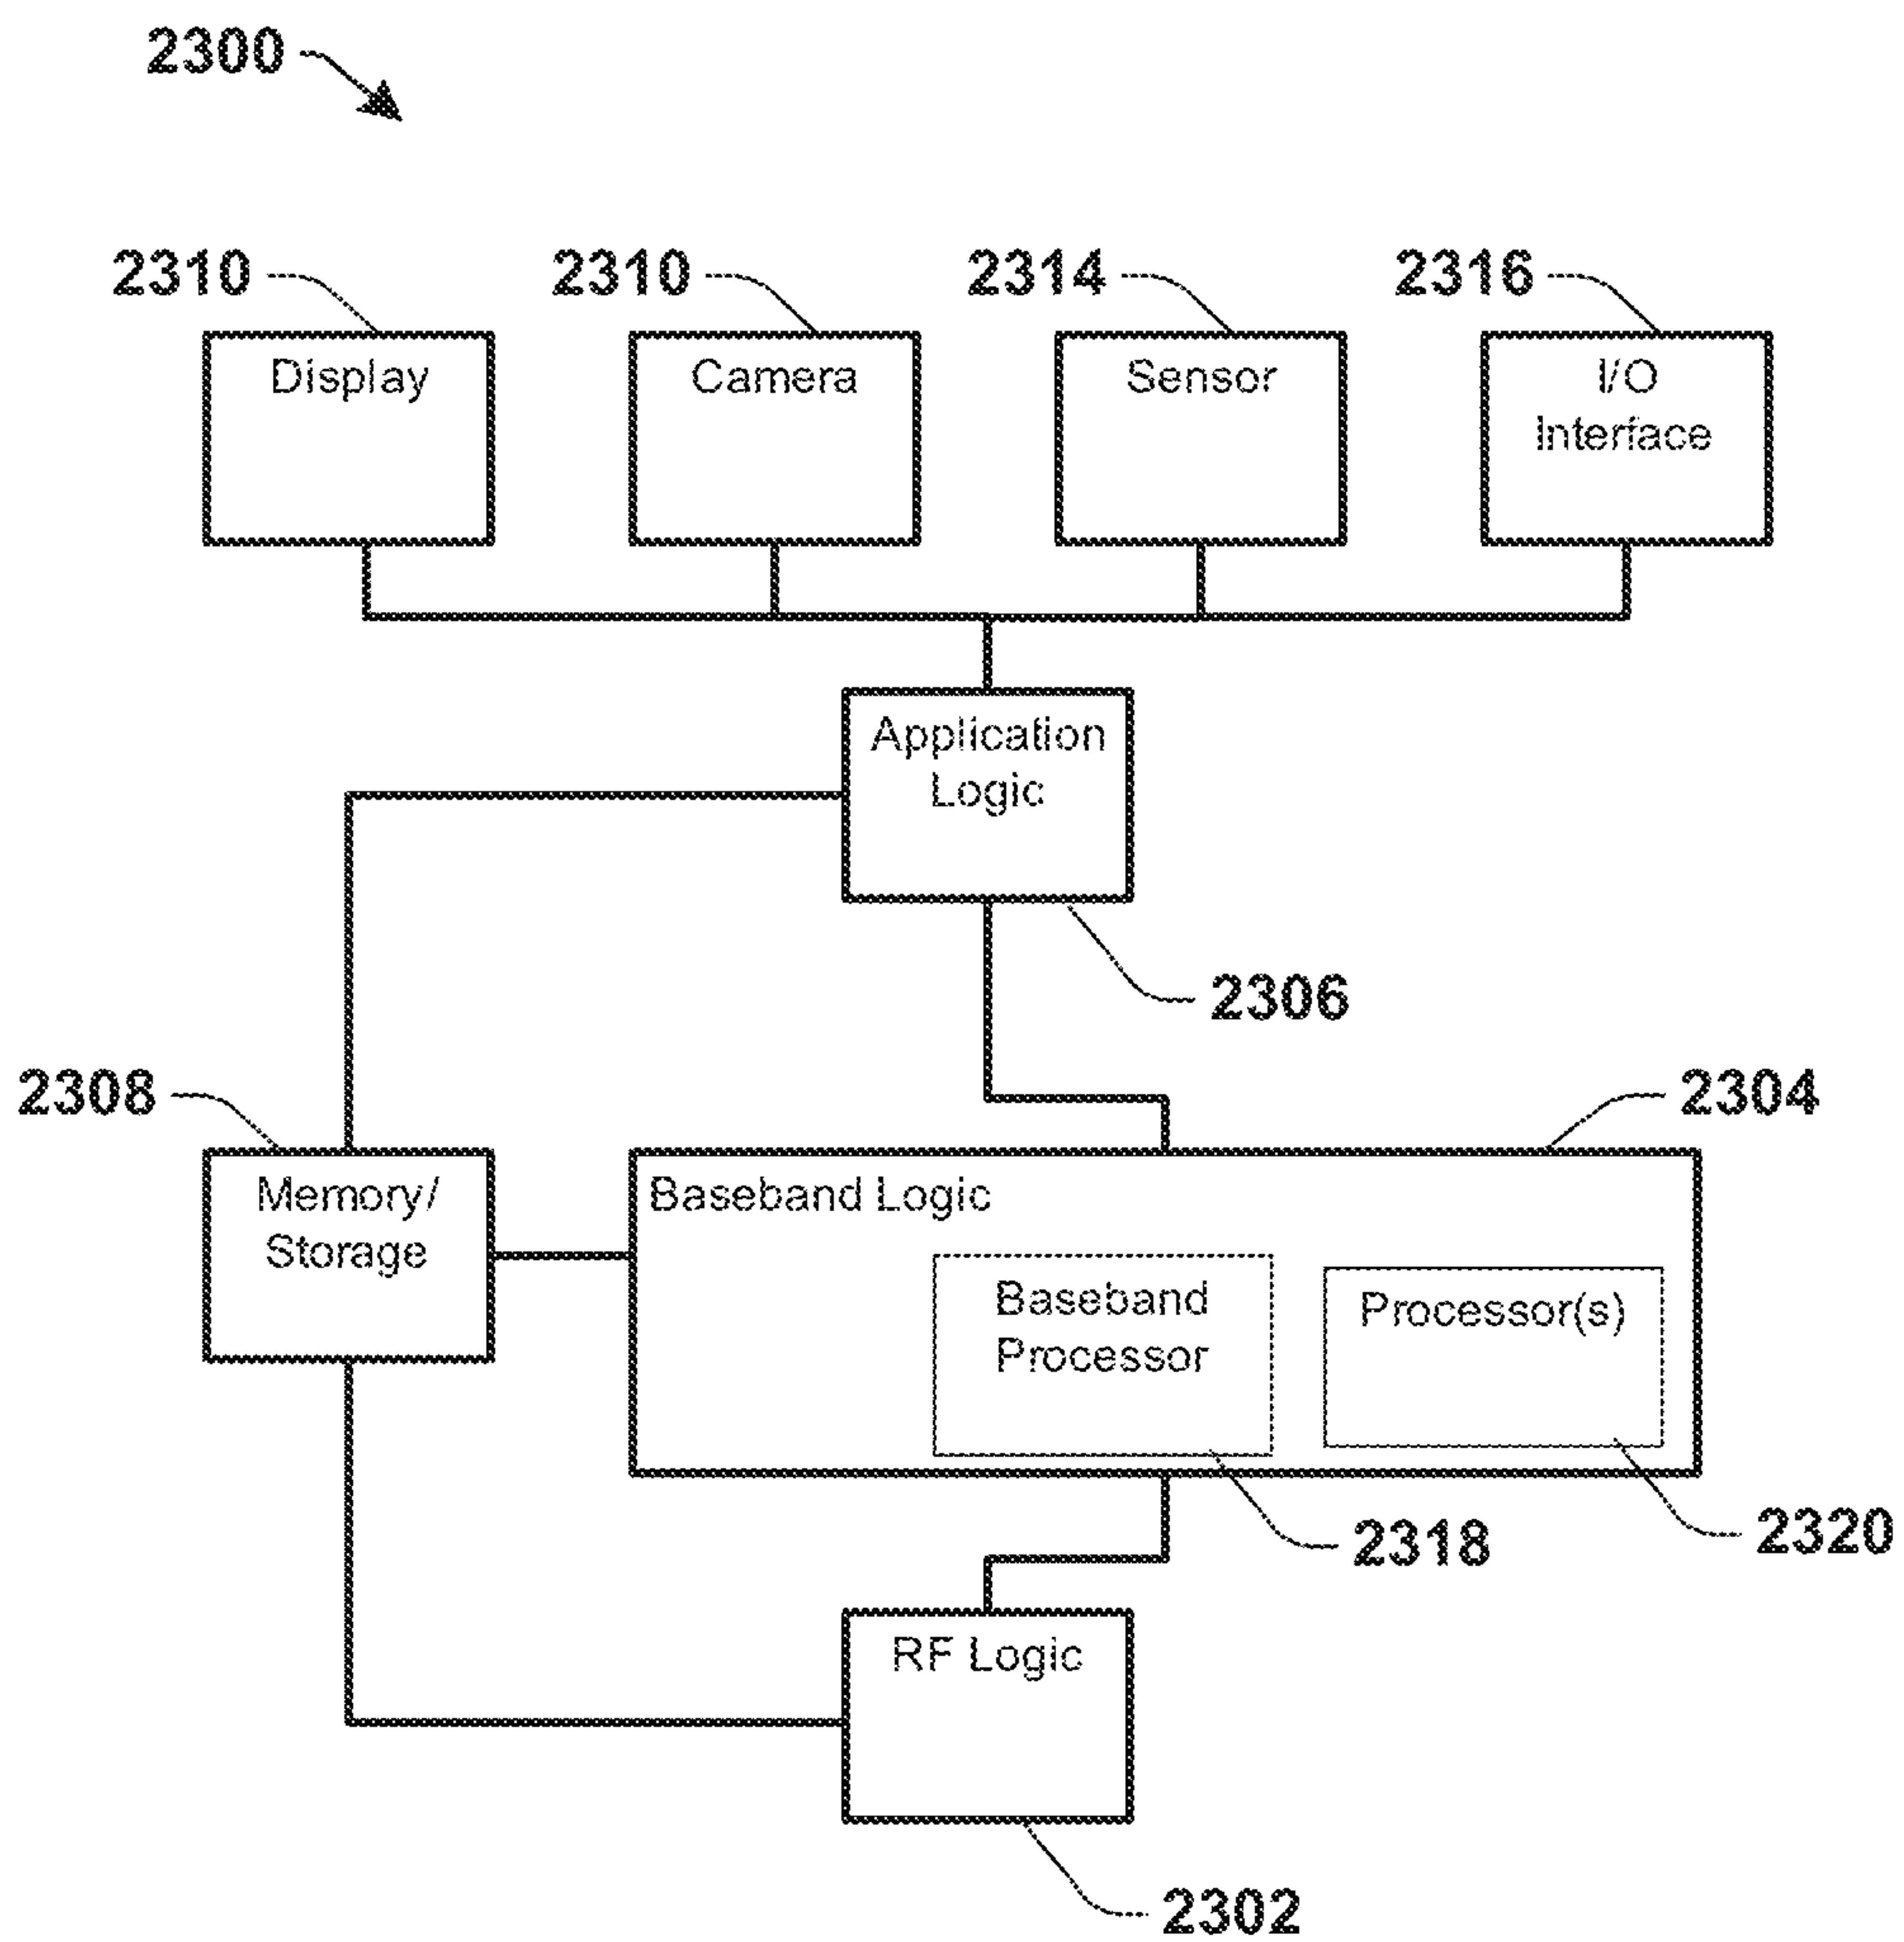 2300
2310
2310
2314
2316
Display
Camera
Sensor
I/O
Interface
Application
Logic
2306
2308
2304
Memory/
Storage
Baseband Logic
Baseband
Processor
Processor(s)
2318
2320
RF Logic
2302